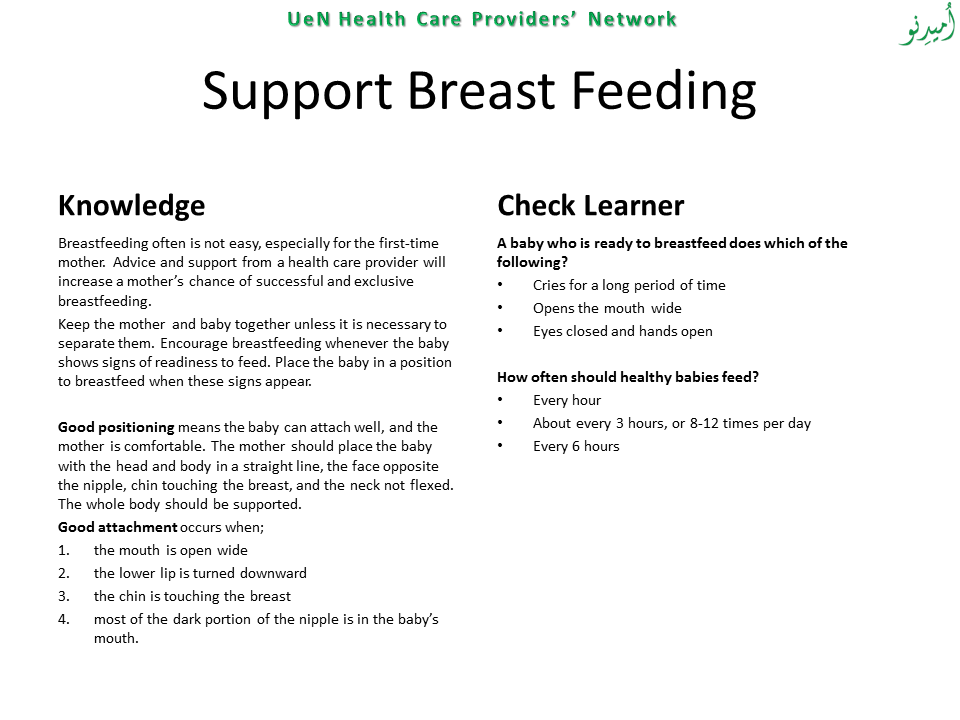 UeN Health Care Providers’ Network
اُمیدِنو
Support Breast Feeding
Knowledge
Breastfeeding often is not easy, especially for the first-time
mother. Advice and support from a health care provider will
increase a mother’s chance of successful and exclusive
breastfeeding.
Keep the mother and baby together unless it is necessary to
separate them. Encourage breastfeeding whenever the baby
shows signs of readiness to feed. Place the baby in a position
to breastfeed when these signs appear.
Good positioning means the baby can attach well, and the
mother is comfortable. The mother should place the baby
with the head and body in a straight line, the face opposite
the nipple, chin touching the breast, and the neck not flexed.
The whole body should be supported.
Good attachment occurs when;
1. the mouth is open wide
2. the lower lip is turned downward
3. the chin is touching the breast
4. most of the dark portion of the nipple is in the baby’s
mouth.
Check Learner
A baby who is ready to breastfeed does which of the
following?
• Cries for a long period of time
• Opens the mouth wide
• Eyes closed and hands open
How often should healthy babies feed?
• Every hour
• About every 3 hours, or 8-12 times per day
• Every 6 hours